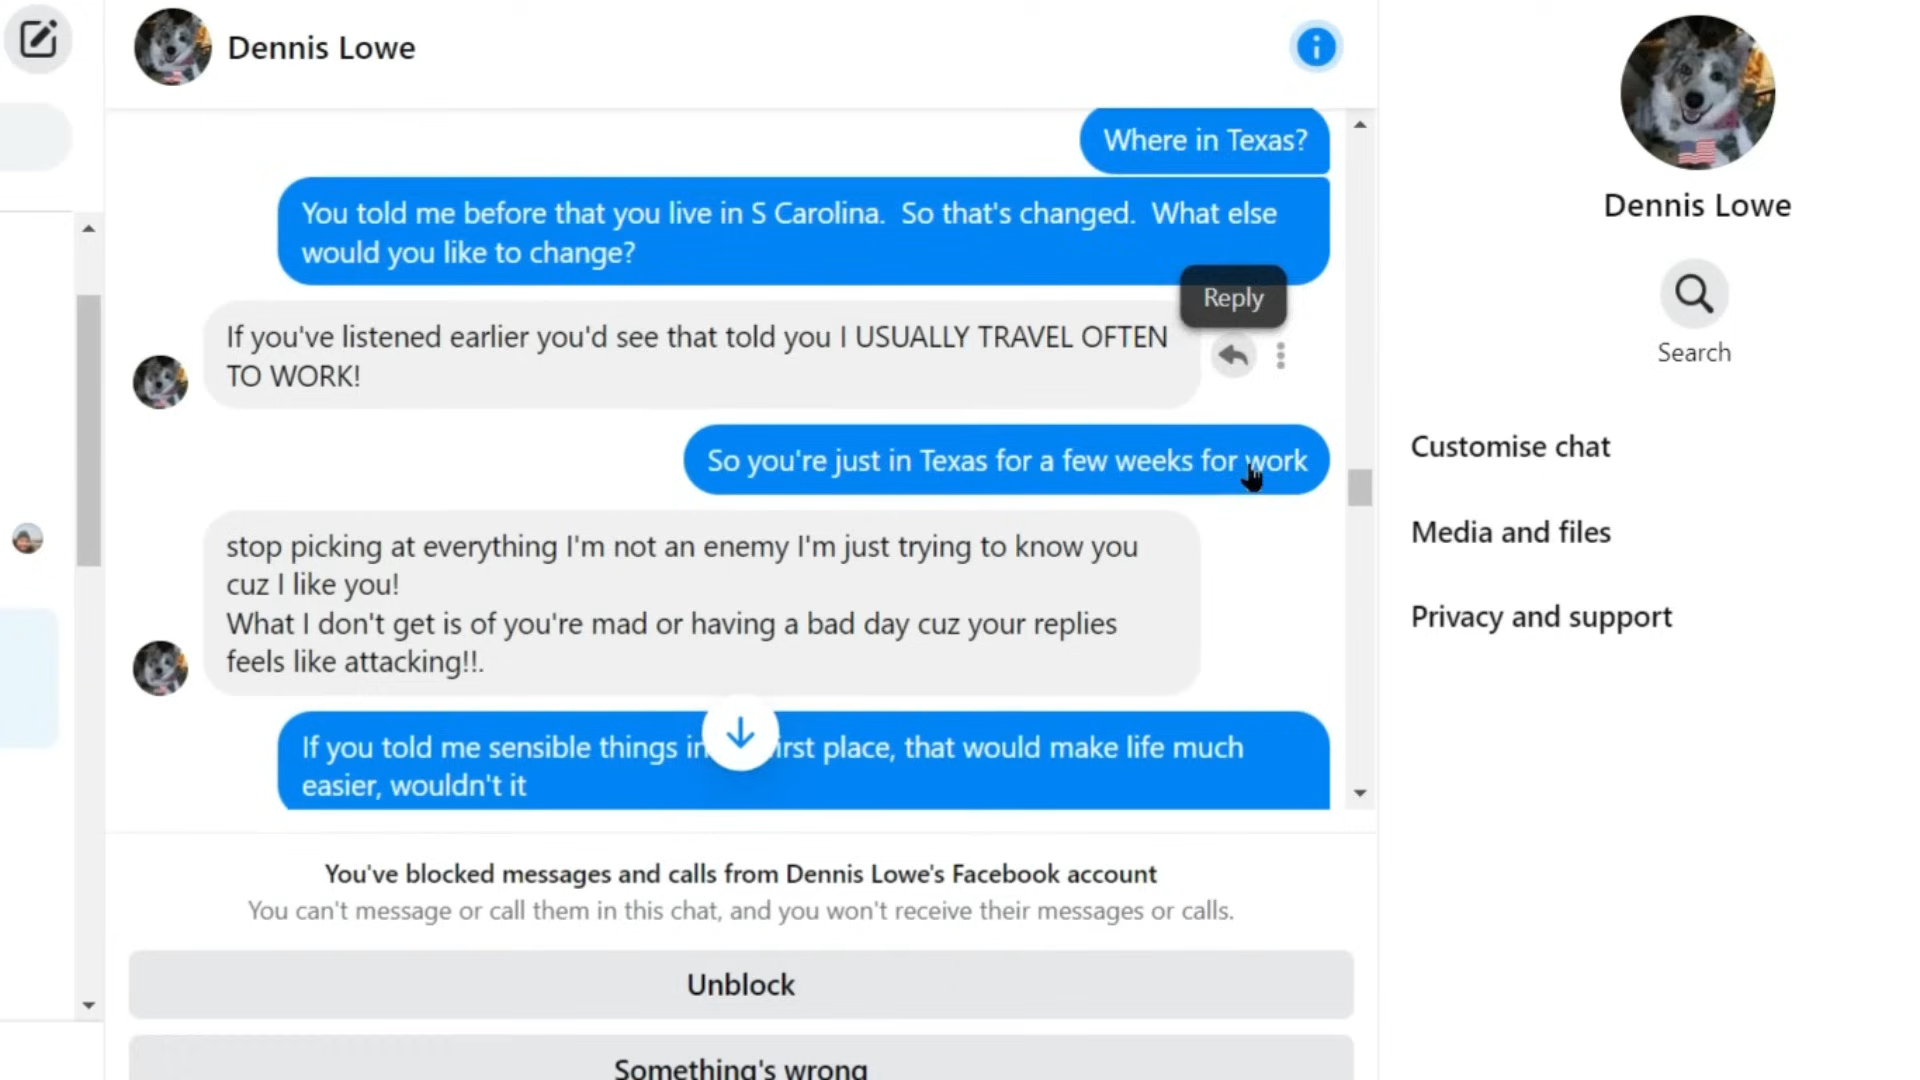 Dennis Lowe
Where in Texas?
You told me before that you live in S Carolina.  So that's changed.  What else
would you like to change?
Reply
If you've listened earlier you'd see that told you I USUALLY TRAVEL OFTEN
TO WORK!
So you're just in Texas for a few weeks for work
stop picking at everything I'm not an enemy I'm just trying to know you
cuz I like you!
What I don't get is of you're mad or having a bad day cuz your replies
feels like attacking!!.
If you told me sensible things in irst place, that would make life much
easier, wouldn't it
You've blocked messages and calls from Dennis Lowe's Facebook account
You can't message or call them in this chat, and you won't receive their messages or calls.
Unblock
Something's wrong
Dennis Lowe
Search
Customise chat
Media and files
Privacy and support